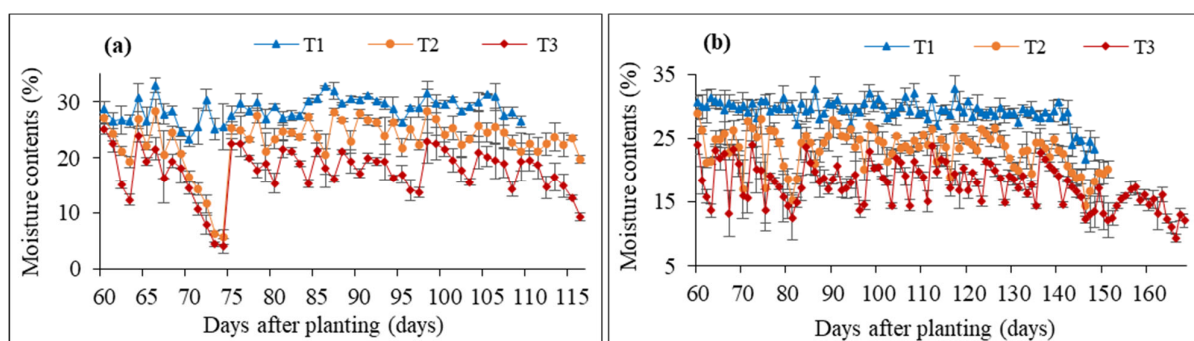 (a)
T1 T2 T3
Moisture contents (%)
30
20
10
0
60 65 70 75 80 85 90 95 100 105 110 115
Days after planting (days)
(b)
T1 T2 T3
Moisture contents (%)
35
25
15
5
60 70 80 90 100 110 120 130 140 150 160
Days after planting (days)